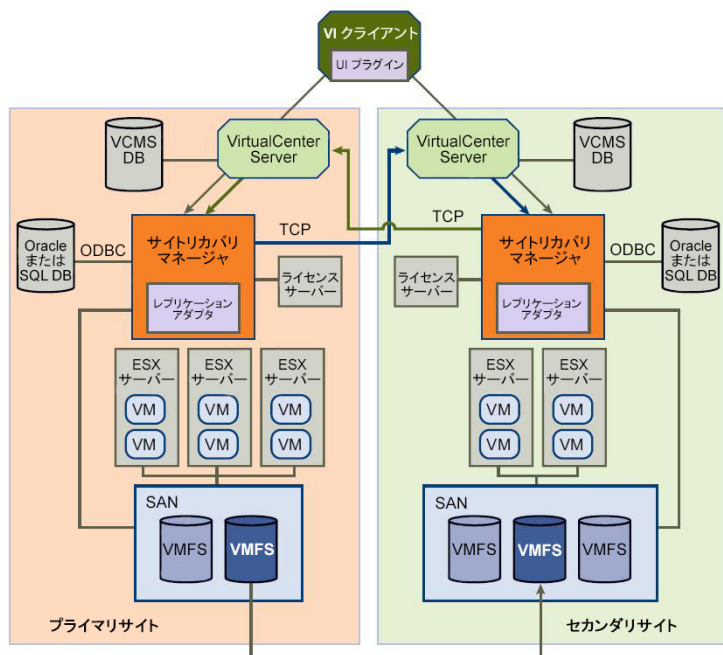 VI クライアント
UI プラグイン
VCMS
DB
VirtualCenter
Server
VirtualCenter
Server
VCMS
DB
TCP
TCP
Oracle
または
SQL DB
ODBC
サイトリカバリ
マネージャ
レプリケーション
アダプタ
ライセンス
サーバー
ライセンス
サーバー
サイトリカバリ
マネージャ
レプリケーション
アダプタ
ODBC
Oracle
または
SQL DB
ESX
サーバー
VM
VM
ESX
サーバー
VM
VM
ESX
サーバー
VM
VM
ESX
サーバー
VM
VM
ESX
サーバー
VM
VM
SAN
VMFS
VMFS
SAN
VMFS
VMFS
VMFS
プライマリサイト
セカンダリサイト